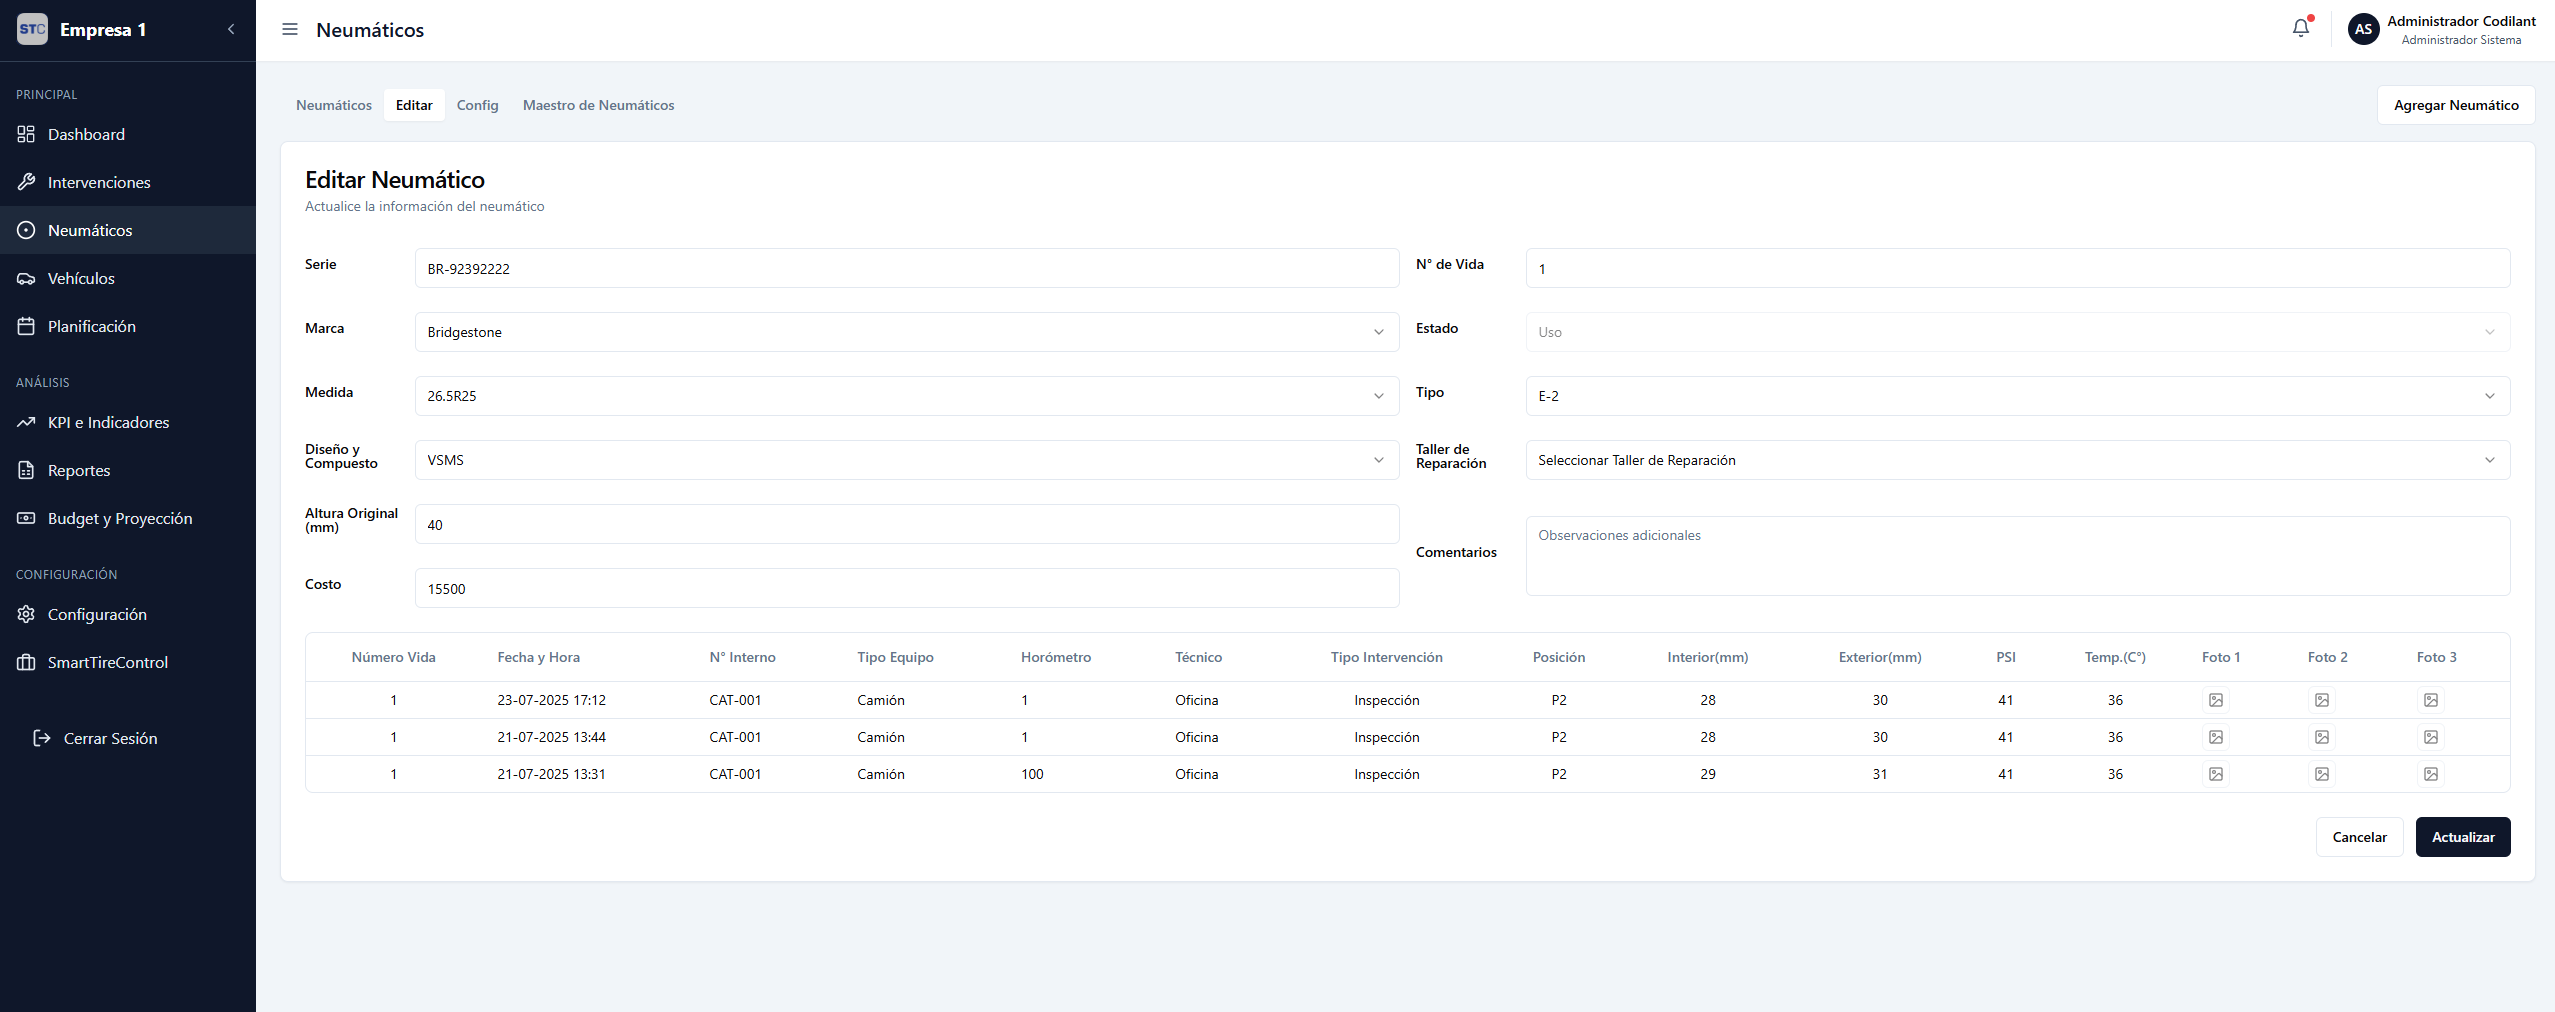 STC Empresa 1
PRINCIPAL
Dashboard
Intervenciones
Neumáticos
Vehículos
Planificación
ANÁLISIS
KPI e Indicadores
Reportes
Budget y Proyección
CONFIGURACIÓN
Configuración
SmartTireControl
Cerrar Sesión
Neumáticos
AS
Administrador Codilant
Administrador Sistema
Neumáticos Editar Config Maestro de Neumáticos
Agregar Neumático
Editar Neumático
Actualice la información del neumático
Serie BR-92392222
N° de Vida 1
Marca Bridgestone
Estado Uso
Medida 26.5R25
Tipo E-2
Diseño y
Compuesto VSMS
Taller de
Reparación Seleccionar Taller de Reparación
Altura Original
(mm) 40
Comentarios Observaciones adicionales
Costo 15500
Número Vida Fecha y Hora N° Interno Tipo Equipo Horómetro Técnico Tipo Intervención Posición Interior(mm) Exterior(mm) PSI Temp.(C°) Foto 1 Foto 2 Foto 3
1 23-07-2025 17:12 CAT-001 Camión 1 Oficina Inspección P2 28 30 41 36
1 21-07-2025 13:44 CAT-001 Camión 1 Oficina Inspección P2 28 30 41 36
1 21-07-2025 13:31 CAT-001 Camión 100 Oficina Inspección P2 29 31 41 36
Cancelar Actualizar